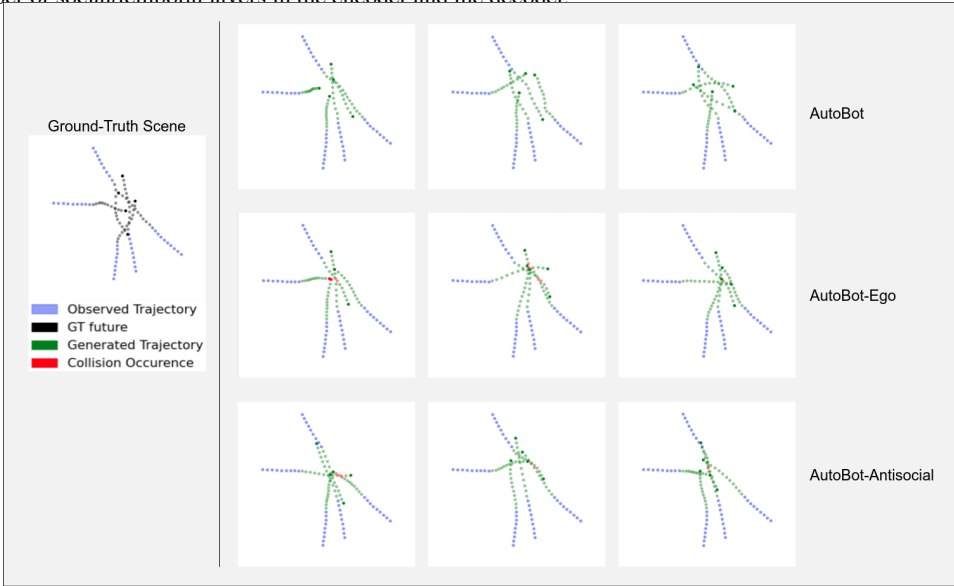 Ground-Truth Scene
Observed Trajectory
GT future
Generated Trajectory
Collision Occurence
AutoBot
AutoBot-Ego
AutoBot-Antisocial